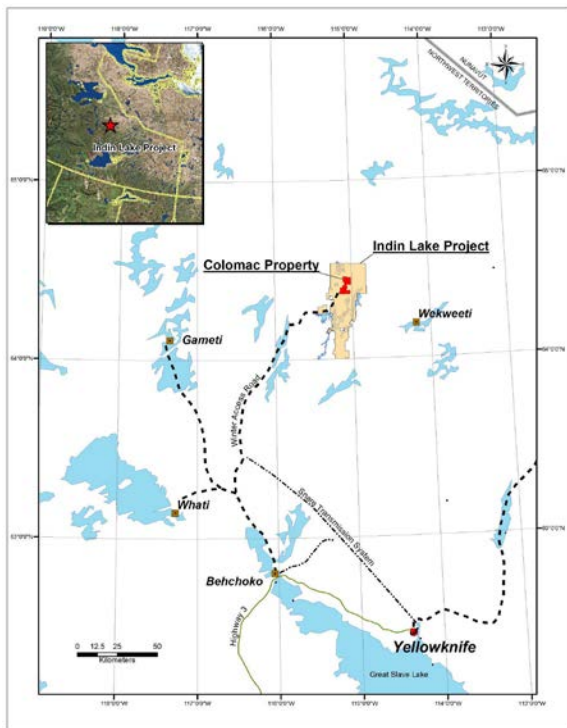 NUNAVUT
NORTHWEST TERRITORIES
Indin Lake Project
Indin Lake Project
Colomac Property
Wekweeti
Gameti
Winter Access Road
Whati
Snare Transmission System
Behchoko
Highway 3
Yellowknife
0 12.5 25 50
Kilometers
Great Slave Lake